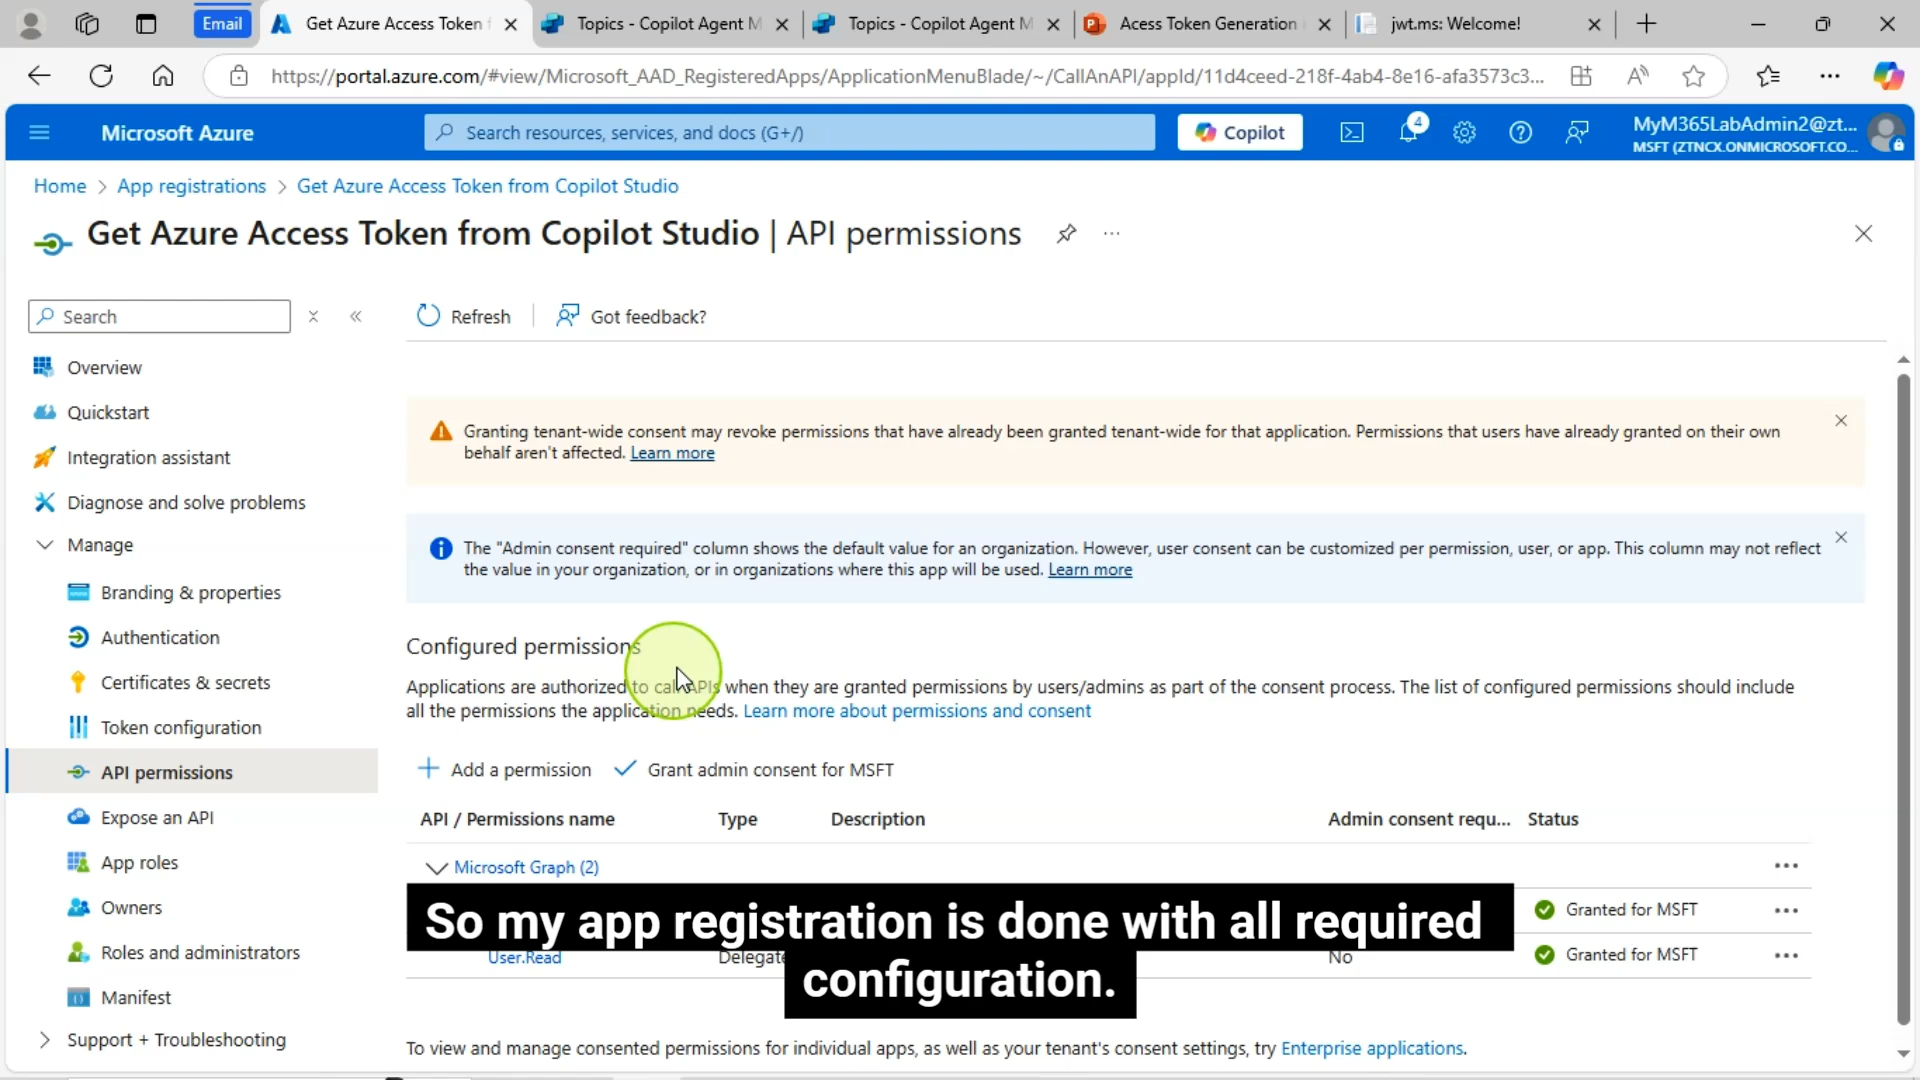 Email
Get Azure Access Token f
Topics - Copilot Agent M
Topics - Copilot Agent M
Acess Token Generation
jwt.ms: Welcome!
https://portal.azure.com/#view/Microsoft_AAD_RegisteredApps/ApplicationMenuBlade/~/CallAnAPI/appId/11d4ceed-218f-4ab4-8e16-afa3573c3...
Microsoft Azure
Search resources, services, and docs (G+/)
Copilot
4
MyM365LabAdmin2@zt...
MSFT (ZTNCX.ONMICROSOFT.CO...
Home > App registrations > Get Azure Access Token from Copilot Studio
Get Azure Access Token from Copilot Studio | API permissions
Search
Refresh
Got feedback?
Overview
Quickstart
Integration assistant
Diagnose and solve problems
Manage
Branding & properties
Authentication
Certificates & secrets
Token configuration
API permissions
Expose an API
App roles
Owners
Roles and administrators
Manifest
Support + Troubleshooting
Granting tenant-wide consent may revoke permissions that have already been granted tenant-wide for that application. Permissions that users have already granted on their own
behalf aren't affected. Learn more
The "Admin consent required" column shows the default value for an organization. However, user consent can be customized per permission, user, or app. This column may not reflect
the value in your organization, or in organizations where this app will be used. Learn more
Configured permissions
Applications are authorized to call APIs when they are granted permissions by users/admins as part of the consent process. The list of configured permissions should include
all the permissions the application needs. Learn more about permissions and consent
Add a permission
Grant admin consent for MSFT
API / Permissions name Type Description Admin consent requ... Status
Microsoft Graph (2)
Granted for MSFT
User.Read Delegate No Granted for MSFT
So my app registration is done with all required
configuration.
To view and manage consented permissions for individual apps, as well as your tenant's consent settings, try Enterprise applications.